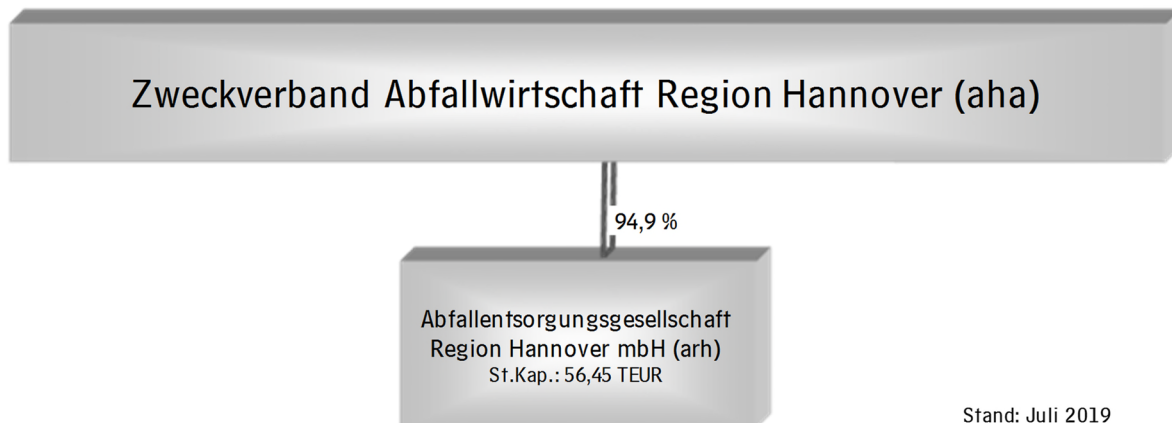 Zweckverband Abfallwirtschaft Region Hannover (aha)
94,9 %
Abfallentsorgungsgesellschaft
Region Hannover mbH (arh)
St.Kap.: 56,45 TEUR
Stand: Juli 2019